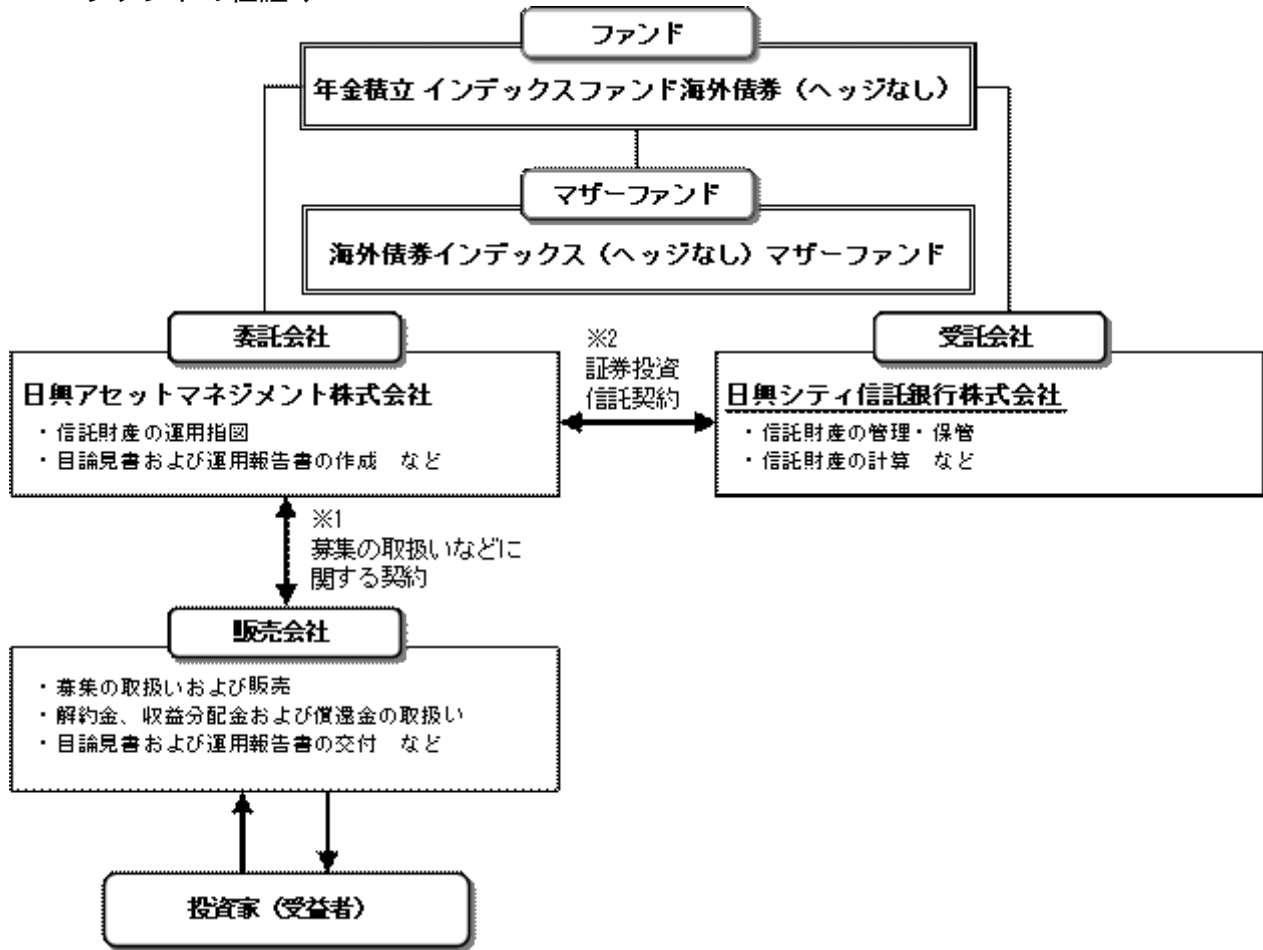 ファンド
年金積立 インデックスファンド海外債券（ヘッジなし）
マザーファンド
海外債券インデックス（ヘッジなし）マザーファンド
委託会社
日興アセットマネジメント株式会社
・信託財産の運用指図
・目論見書および運用報告書の作成　など
※2
証券投資
信託契約
受託会社
日興シティ信託銀行株式会社
・信託財産の管理・保管
・信託財産の計算　など
※1
募集の取扱いなどに
関する契約
販売会社
・募集の取扱いおよび販売
・解約金、収益分配金および償還金の取扱い
・目論見書および運用報告書の交付　など
投資家（受益者）